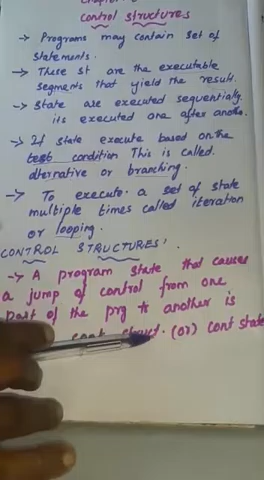 control structures
→ Programs may contain set of
statements.
→ These st are the executable
segments that yield the result.
→ State are executed sequentially.
its executed one after anoth.
→ If state execute based on the
test condition This is called.
alternative or branching.
→ To execute a set of state
multiple times called iteration
or looping.
CONTROL STRUCTURES:
→ A program state that causes
a jump of control from one
part of the prg to another is
cont struct. (or) cont state